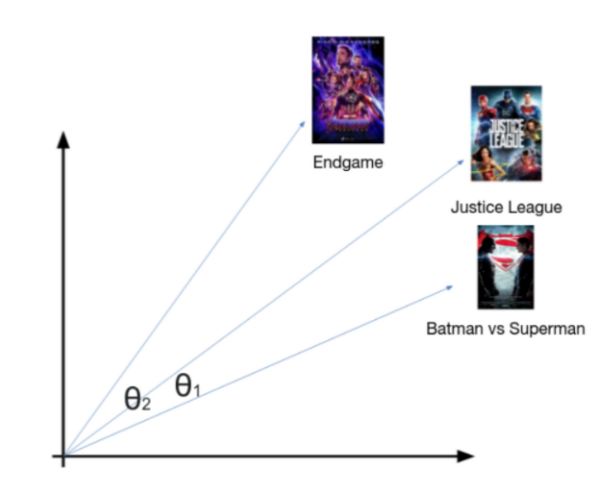 Endgame
JUSTICE
LEAGUE
Justice League
Batman vs Superman
θ1
θ2